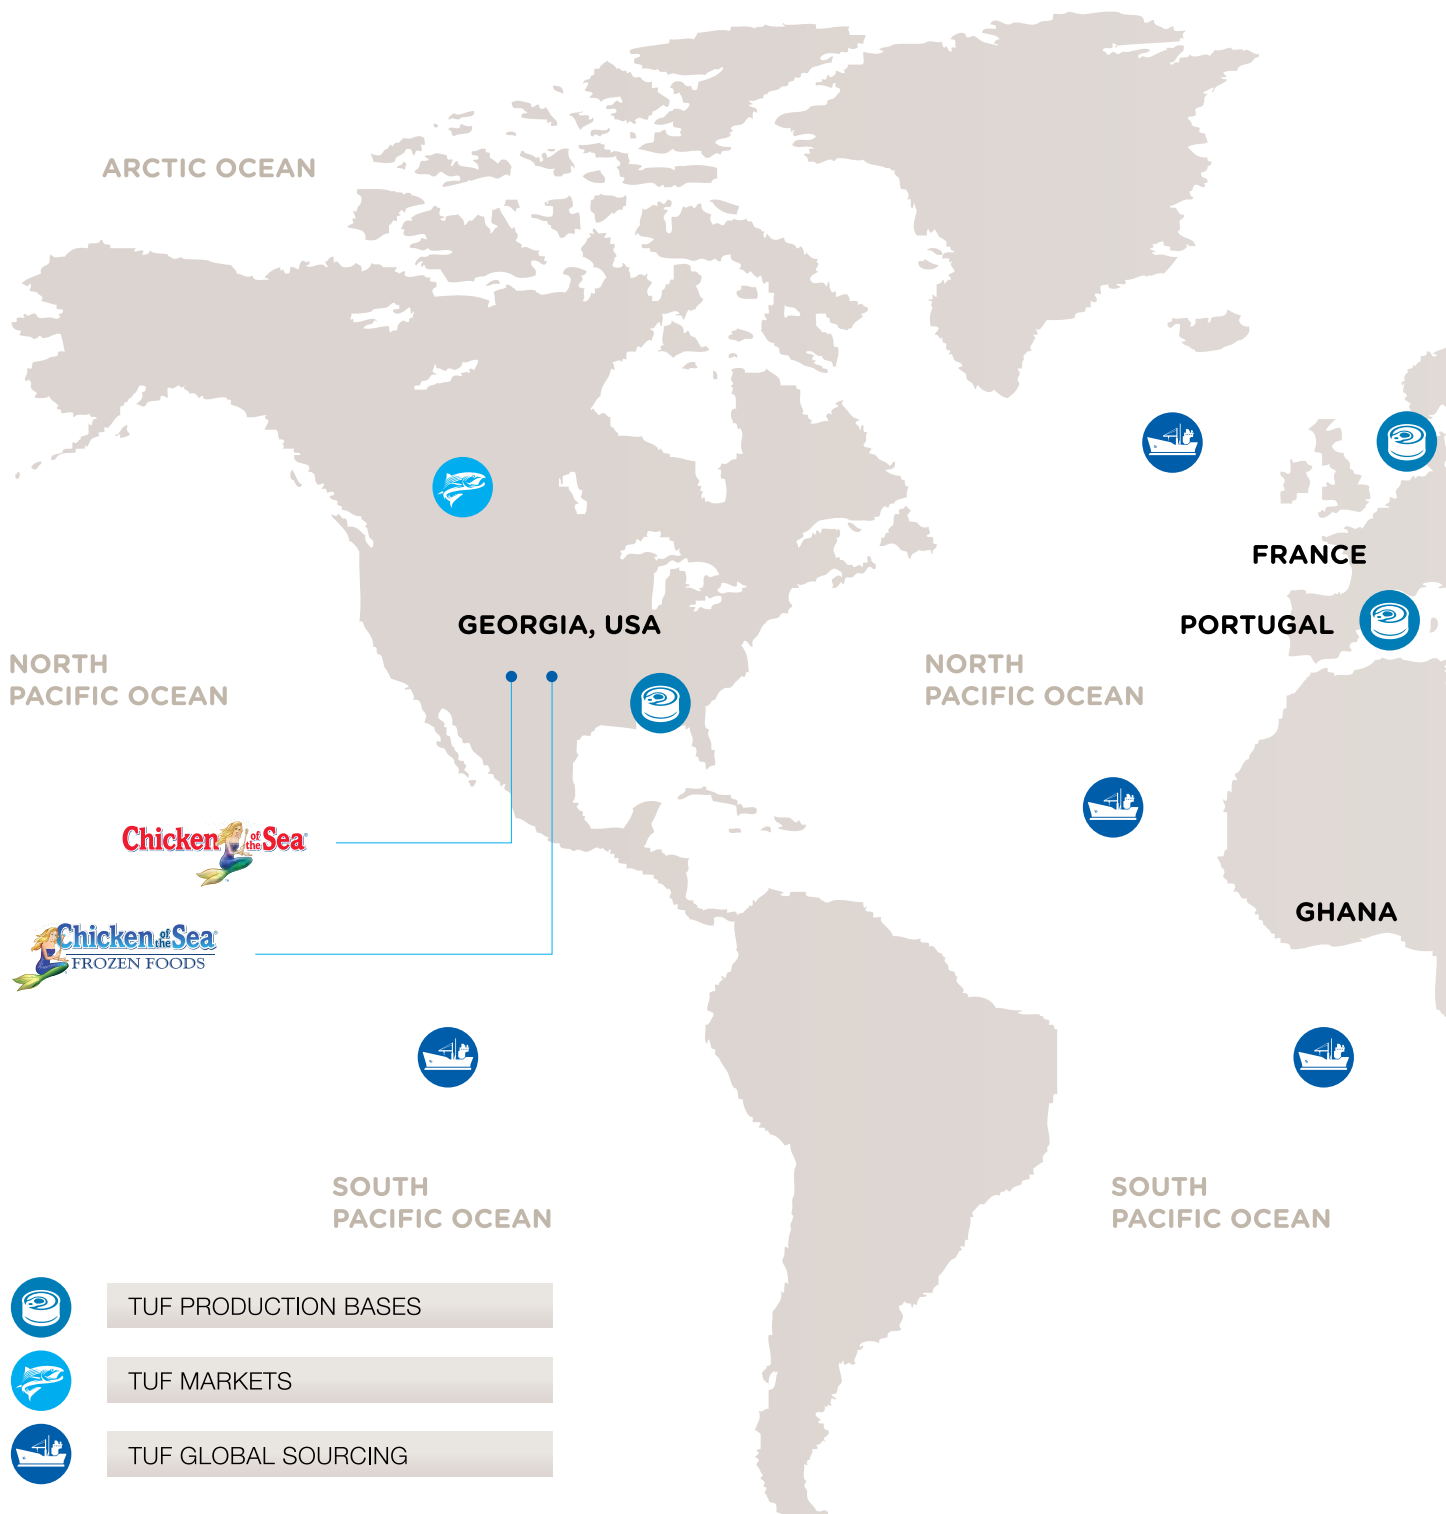 ARCTIC OCEAN
FRANCE
GEORGIA, USA
PORTUGAL
NORTH
PACIFIC OCEAN
NORTH
PACIFIC OCEAN
Chicken of the Sea
GHANA
Chicken of the Sea
FROZEN FOODS
SOUTH
PACIFIC OCEAN
SOUTH
PACIFIC OCEAN
TUF PRODUCTION BASES
TUF MARKETS
TUF GLOBAL SOURCING